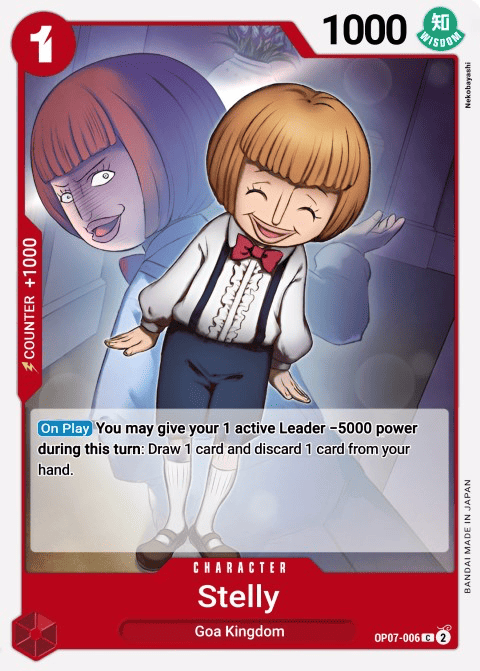 1
1000
知
WISDOM
Nekobayashi
COUNTER +1000
On Play You may give your 1 active Leader −5000 power
during this turn: Draw 1 card and discard 1 card from your
hand.
BANDAI MADE IN JAPAN
CHARACTER
Stelly
Goa Kingdom
OP07-006 C 2